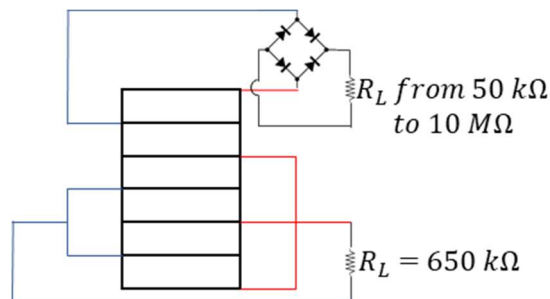 R_L from 50 kΩ
to 10 MΩ
R_L = 650 kΩ